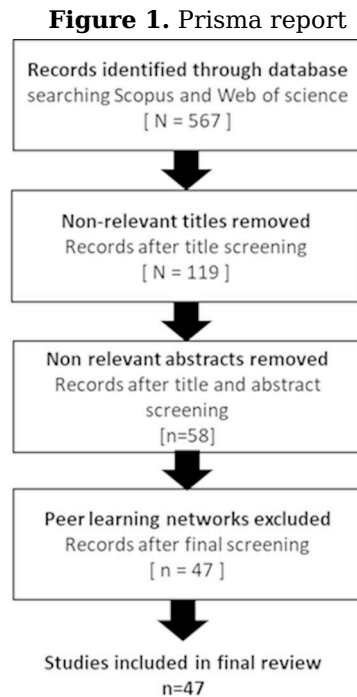 Figure 1. Prisma report
Records identified through database
searching Scopus and Web of science
[ N = 567 ]
Non-relevant titles removed
Records after title screening
[ N = 119 ]
Non relevant abstracts removed
Records after title and abstract
screening
[n=58]
Peer learning networks excluded
Records after final screening
[ n = 47 ]
Studies included in final review
n=47